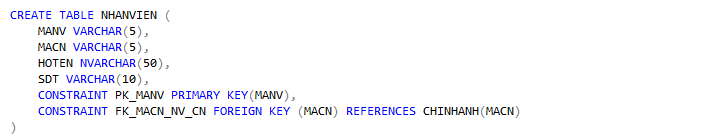 CREATE TABLE NHANVIEN (
MANV VARCHAR(5),
MACN VARCHAR(5),
HOTEN NVARCHAR(50),
SDT VARCHAR(10),
CONSTRAINT PK_MANV PRIMARY KEY(MANV),
CONSTRAINT FK_MACN_NV_CN FOREIGN KEY (MACN) REFERENCES CHINHANH(MACN)
)